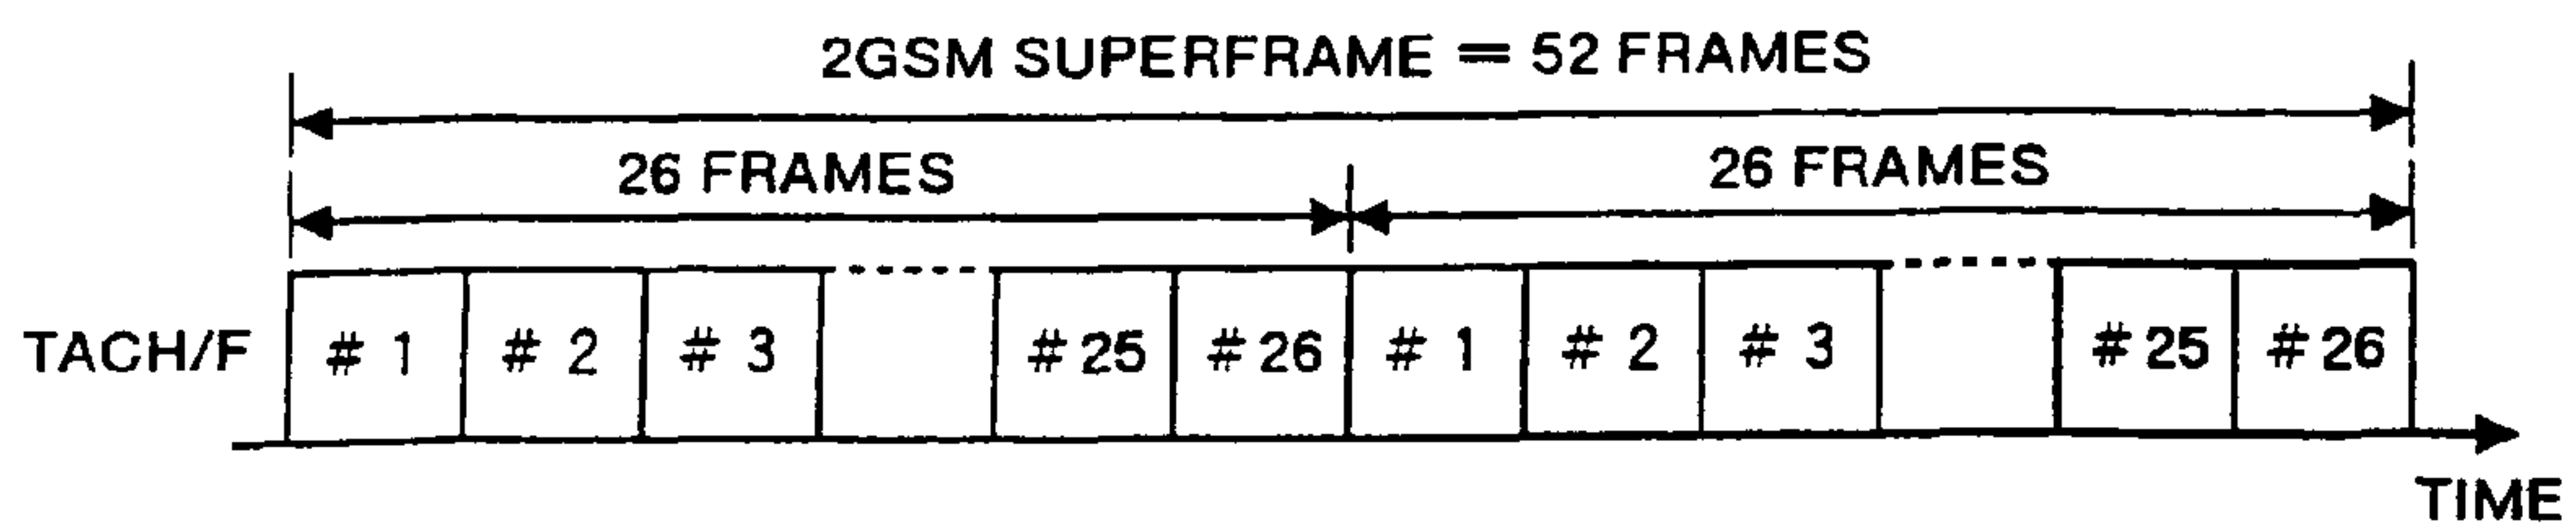 2GSM SUPERFRAME = 52 FRAMES
26 FRAMES 26 FRAMES
TACH/F # 1 # 2 # 3 # 25 # 26 # 1 # 2 # 3 # 25 # 26
TIME